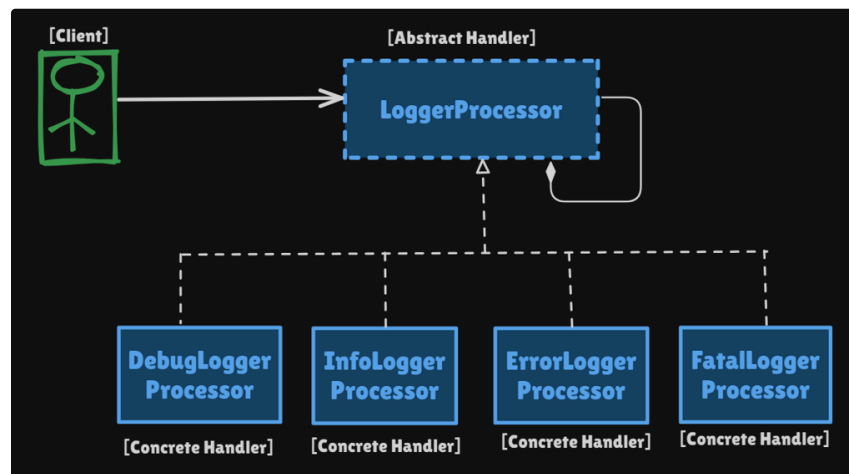 [Client]
[Abstract Handler]
LoggerProcessor
DebugLogger
Processor
InfoLogger
Processor
ErrorLogger
Processor
FatalLogger
Processor
[Concrete Handler]
[Concrete Handler]
[Concrete Handler]
[Concrete Handler]